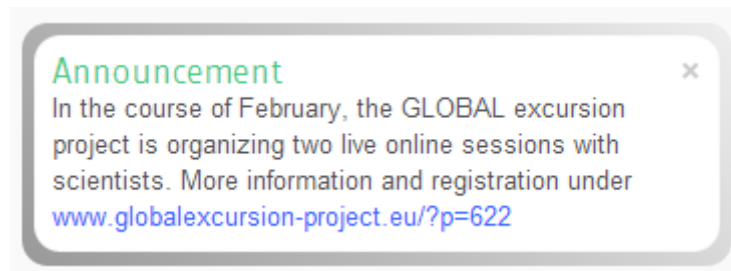 Announcement
In the course of February, the GLOBAL excursion
project is organizing two live online sessions with
scientists. More information and registration under
www.globalexcursion-project.eu/?p=622